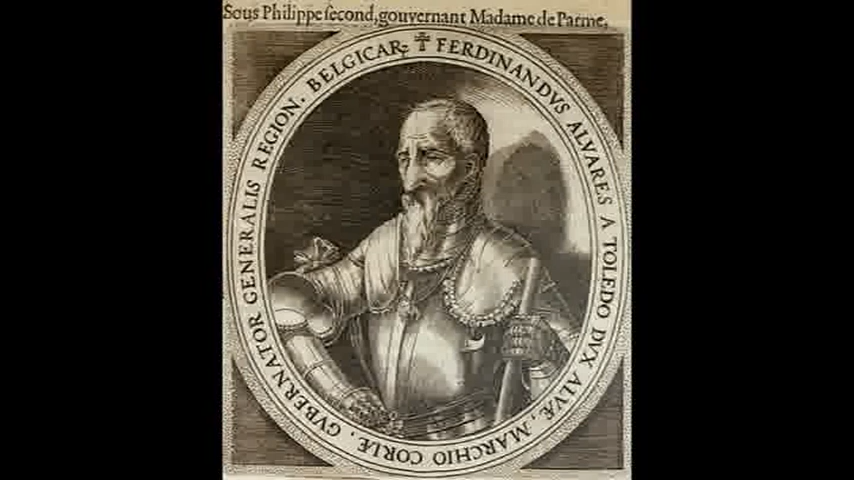 Sous Philippe second, gouvernant Madame de Parme,
✝ FERDINANDVS ALVARES A TOLEDO DVX ALVÆ, MARCHIO CORIÆ, GVBERNATOR GENERALIS REGION. BELGICAR;